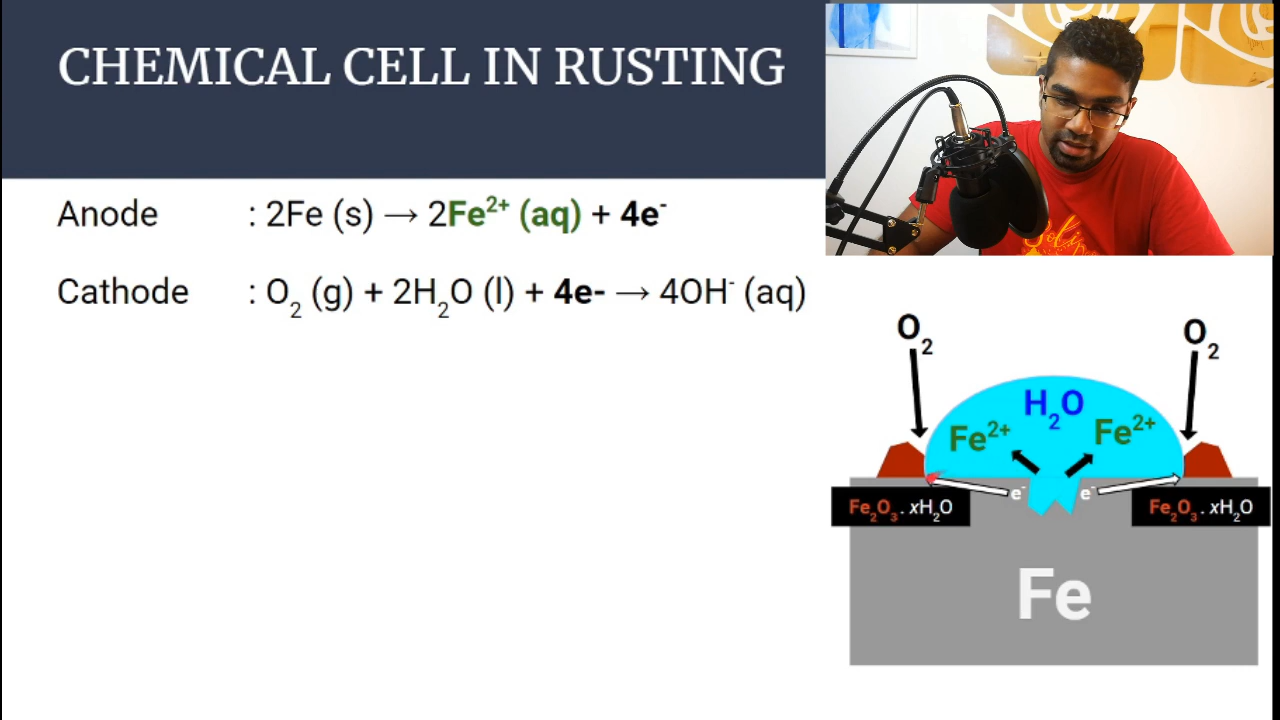 CHEMICAL CELL IN RUSTING
Anode : 2Fe (s) → 2Fe²⁺ (aq) + 4e⁻
Cathode : O₂ (g) + 2H₂O (l) + 4e- → 4OH⁻ (aq)
O₂ O₂
H₂O
Fe²⁺ Fe²⁺
e⁻ e⁻
Fe₂O₃ . xH₂O Fe₂O₃ . xH₂O
Fe